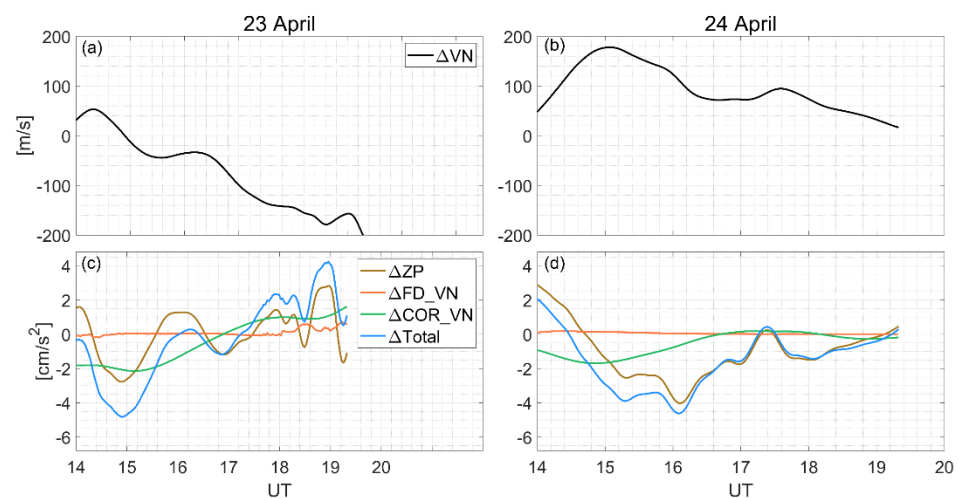 23 April
24 April
(a)
ΔVN
(b)
200
100
0
-100
-200
[m/s]
200
100
0
-100
-200
(c)
ΔZP
ΔFD_VN
ΔCOR_VN
ΔTotal
(d)
4
2
0
-2
-4
-6
[cm/s²]
4
2
0
-2
-4
-6
14 15 16 17 18 19 20
UT
14 15 16 17 18 19 20
UT